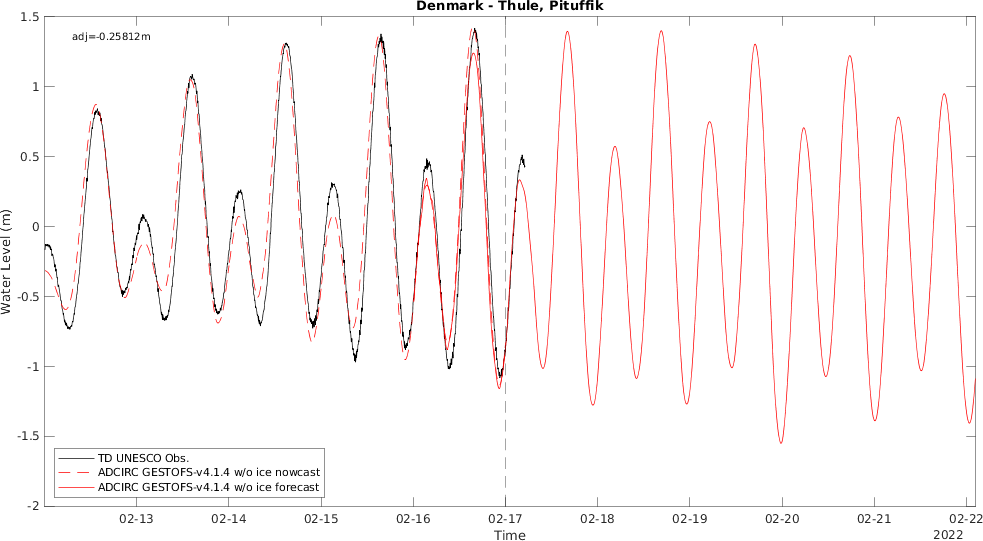 Denmark - Thule, Pituffik
adj=-0.25812m
1.5
1
0.5
0
-0.5
-1
-1.5
-2
Water Level (m)
TD UNESCO Obs.
ADCIRC GESTOFS-v4.1.4 w/o ice nowcast
ADCIRC GESTOFS-v4.1.4 w/o ice forecast
02-13 02-14 02-15 02-16 02-17 02-18 02-19 02-20 02-21 02-22
Time
2022